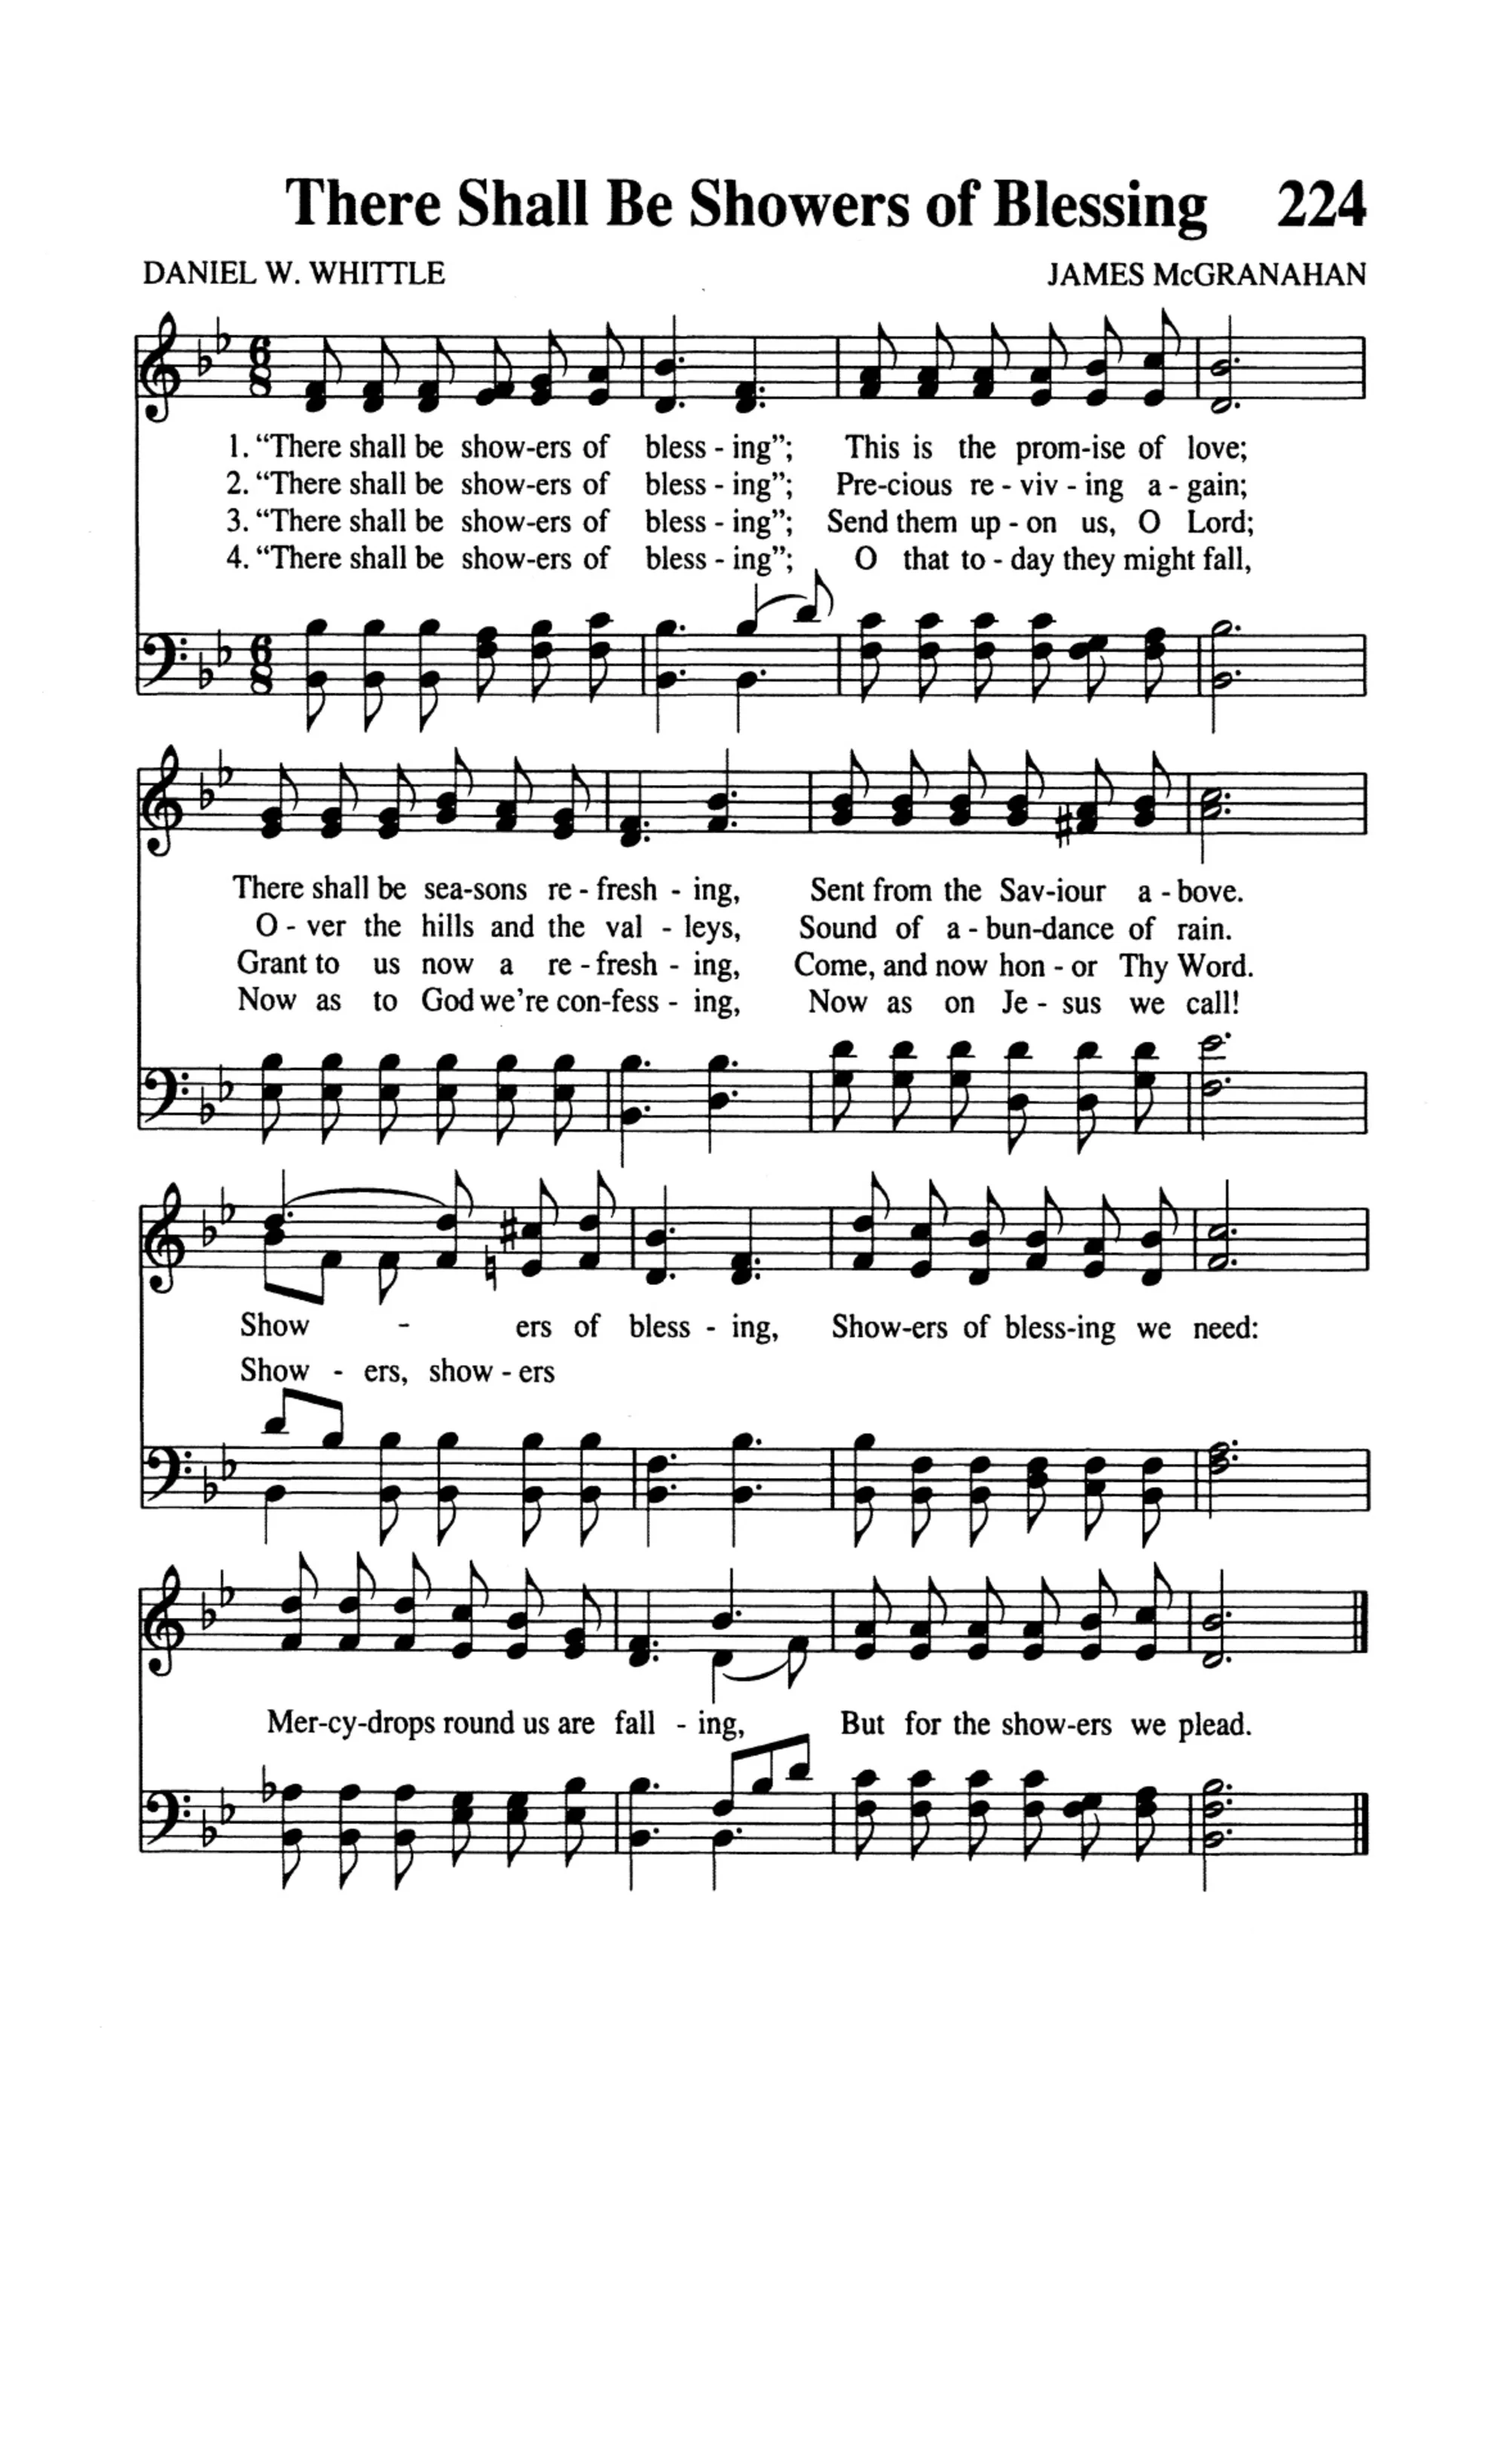 There Shall Be Showers of Blessing 224
DANIEL W. WHITTLE JAMES McGRANAHAN
6 8
1. “There shall be show-ers of bless - ing”; This is the prom-ise of love;
2. “There shall be show-ers of bless - ing”; Pre-cious re - viv - ing a - gain;
3. “There shall be show-ers of bless - ing”; Send them up - on us, O Lord;
4. “There shall be show-ers of bless - ing”; O that to - day they might fall,
6 8
There shall be sea-sons re - fresh - ing, Sent from the Sav-iour a - bove.
O - ver the hills and the val - leys, Sound of a - bun-dance of rain.
Grant to us now a re - fresh - ing, Come, and now hon - or Thy Word.
Now as to God we’re con-fess - ing, Now as on Je - sus we call!
Show - ers of bless - ing, Show-ers of bless-ing we need:
Show - ers, show - ers
Mer-cy-drops round us are fall - ing, But for the show-ers we plead.